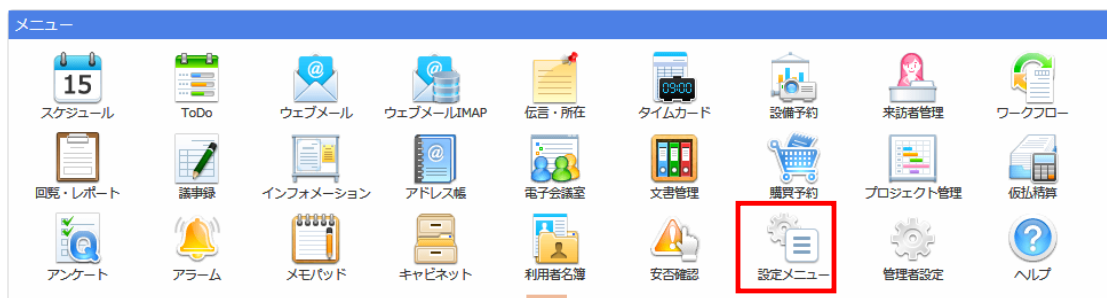 メニュー
15
スケジュール
ToDo
ウェブメール
ウェブメールIMAP
伝言・所在
09:00
タイムカード
設備予約
来訪者管理
ワークフロー
回覧・レポート
議事録
インフォメーション
アドレス帳
電子会議室
文書管理
購買予約
プロジェクト管理
仮払精算
アンケート
アラーム
メモパッド
キャビネット
利用者名簿
安否確認
設定メニュー
管理者設定
ヘルプ